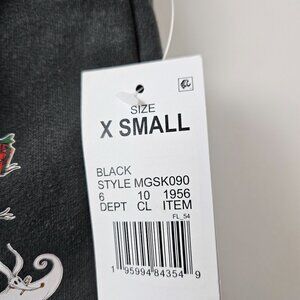 SIZE
X SMALL
BLACK
STYLE MGSK090
6 10 1956
DEPT CL ITEM
FL_54
1 95994 84354 9